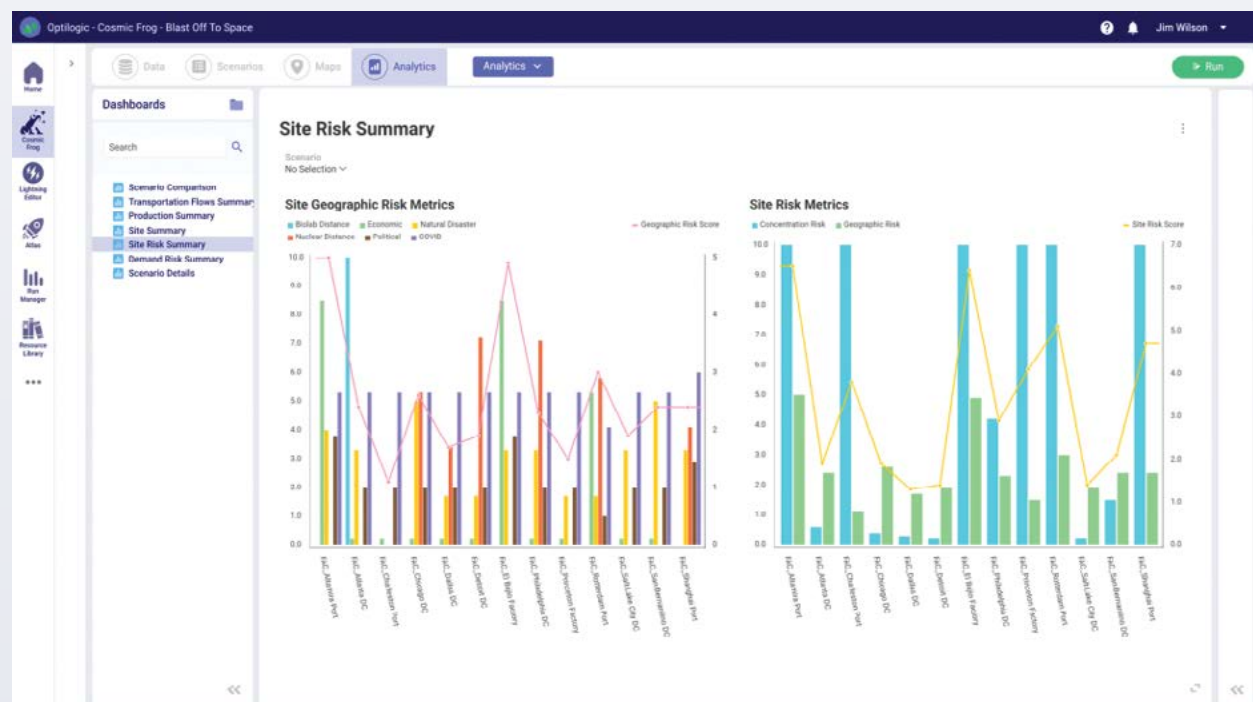 Optilogic - Cosmic Frog - Blast Off To Space
Jim Wilson
Home
Cosmic
Frog
Lightning
Editor
Atlas
Run
Manager
Resource
Library
Data
Scenarios
Maps
Analytics
Analytics
Run
Dashboards
Search
Scenario Comparison
Transportation Flows Summary
Production Summary
Site Summary
Site Risk Summary
Demand Risk Summary
Scenario Details
Site Risk Summary
Scenario
No Selection
Site Geographic Risk Metrics
Biolab Distance Economic Natural Disaster
Nuclear Distance Political COVID
Geographic Risk Score
10.0
9.0
8.0
7.0
6.0
5.0
4.0
3.0
2.0
1.0
0.0
5
4
3
2
1
0
FaC_Altamira Port
FaC_Atlanta DC
FaC_Charleston Port
FaC_Chicago DC
FaC_Dallas DC
FaC_Detroit DC
FaC_El Bajio Factory
FaC_Philadelphia DC
FaC_Princeton Factory
FaC_Rotterdam Port
FaC_Salt Lake City DC
FaC_San Bernardino DC
FaC_Shanghai Port
Site Risk Metrics
Concentration Risk Geographic Risk
Site Risk Score
10.0
9.0
8.0
7.0
6.0
5.0
4.0
3.0
2.0
1.0
0.0
7.0
6.0
5.0
4.0
3.0
2.0
1.0
0.0
FaC_Altamira Port
FaC_Atlanta DC
FaC_Charleston Port
FaC_Chicago DC
FaC_Dallas DC
FaC_Detroit DC
FaC_El Bajio Factory
FaC_Philadelphia DC
FaC_Princeton Factory
FaC_Rotterdam Port
FaC_Salt Lake City DC
FaC_San Bernardino DC
FaC_Shanghai Port